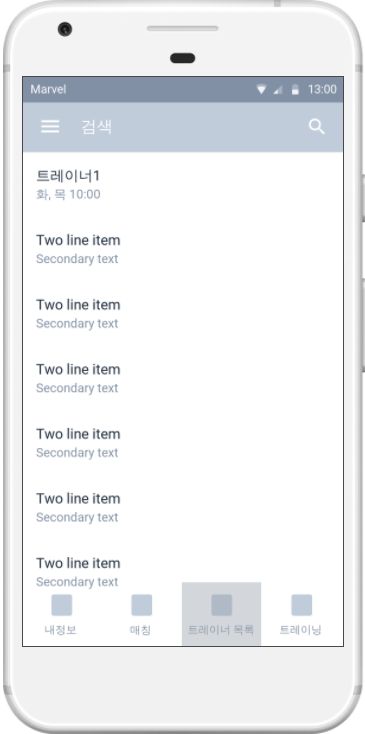 Marvel 13:00
검색
트레이너1
화, 목 10:00
Two line item
Secondary text
Two line item
Secondary text
Two line item
Secondary text
Two line item
Secondary text
Two line item
Secondary text
Two line item
Secondary text
내정보 매칭 트레이너 목록 트레이닝